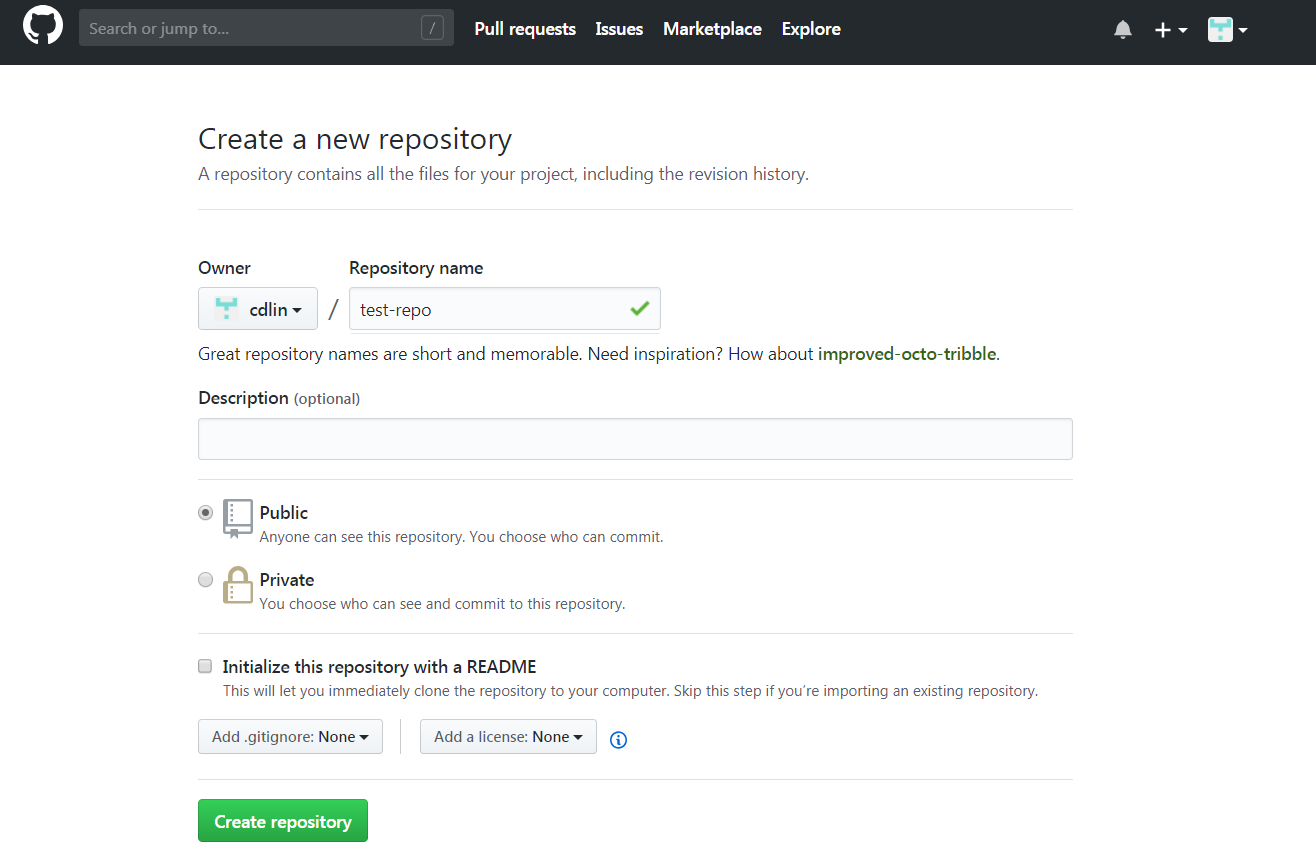 Search or jump to... /
Pull requests Issues Marketplace Explore
Create a new repository
A repository contains all the files for your project, including the revision history.
Owner Repository name
cdlin / test-repo
Great repository names are short and memorable. Need inspiration? How about improved-octo-tribble.
Description (optional)
Public
Anyone can see this repository. You choose who can commit.
Private
You choose who can see and commit to this repository.
Initialize this repository with a README
This will let you immediately clone the repository to your computer. Skip this step if you’re importing an existing repository.
Add .gitignore: None Add a license: None
Create repository